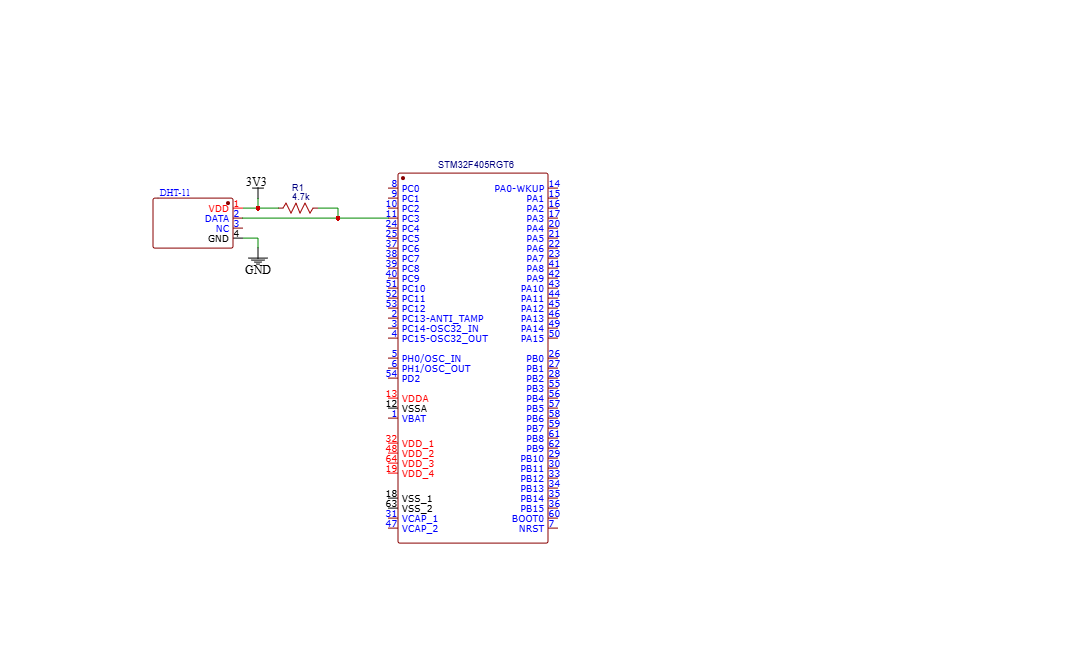 STM32F405RGT6
3V3
R1
4.7k
DHT-11
VDD 1
DATA 2
NC 3
GND 4
GND
8 PC0
9 PC1
10 PC2
11 PC3
24 PC4
25 PC5
37 PC6
38 PC7
39 PC8
40 PC9
51 PC10
52 PC11
53 PC12
2 PC13-ANTI_TAMP
3 PC14-OSC32_IN
4 PC15-OSC32_OUT
5 PH0/OSC_IN
6 PH1/OSC_OUT
54 PD2
13 VDDA
12 VSSA
1 VBAT
32 VDD_1
48 VDD_2
64 VDD_3
19 VDD_4
18 VSS_1
63 VSS_2
31 VCAP_1
47 VCAP_2
PA0-WKUP 14
PA1 15
PA2 16
PA3 17
PA4 20
PA5 21
PA6 22
PA7 23
PA8 41
PA9 42
PA10 43
PA11 44
PA12 45
PA13 46
PA14 49
PA15 50
PB0 26
PB1 27
PB2 28
PB3 55
PB4 56
PB5 57
PB6 58
PB7 59
PB8 61
PB9 62
PB10 29
PB11 30
PB12 33
PB13 34
PB14 35
PB15 36
BOOT0 60
NRST 7